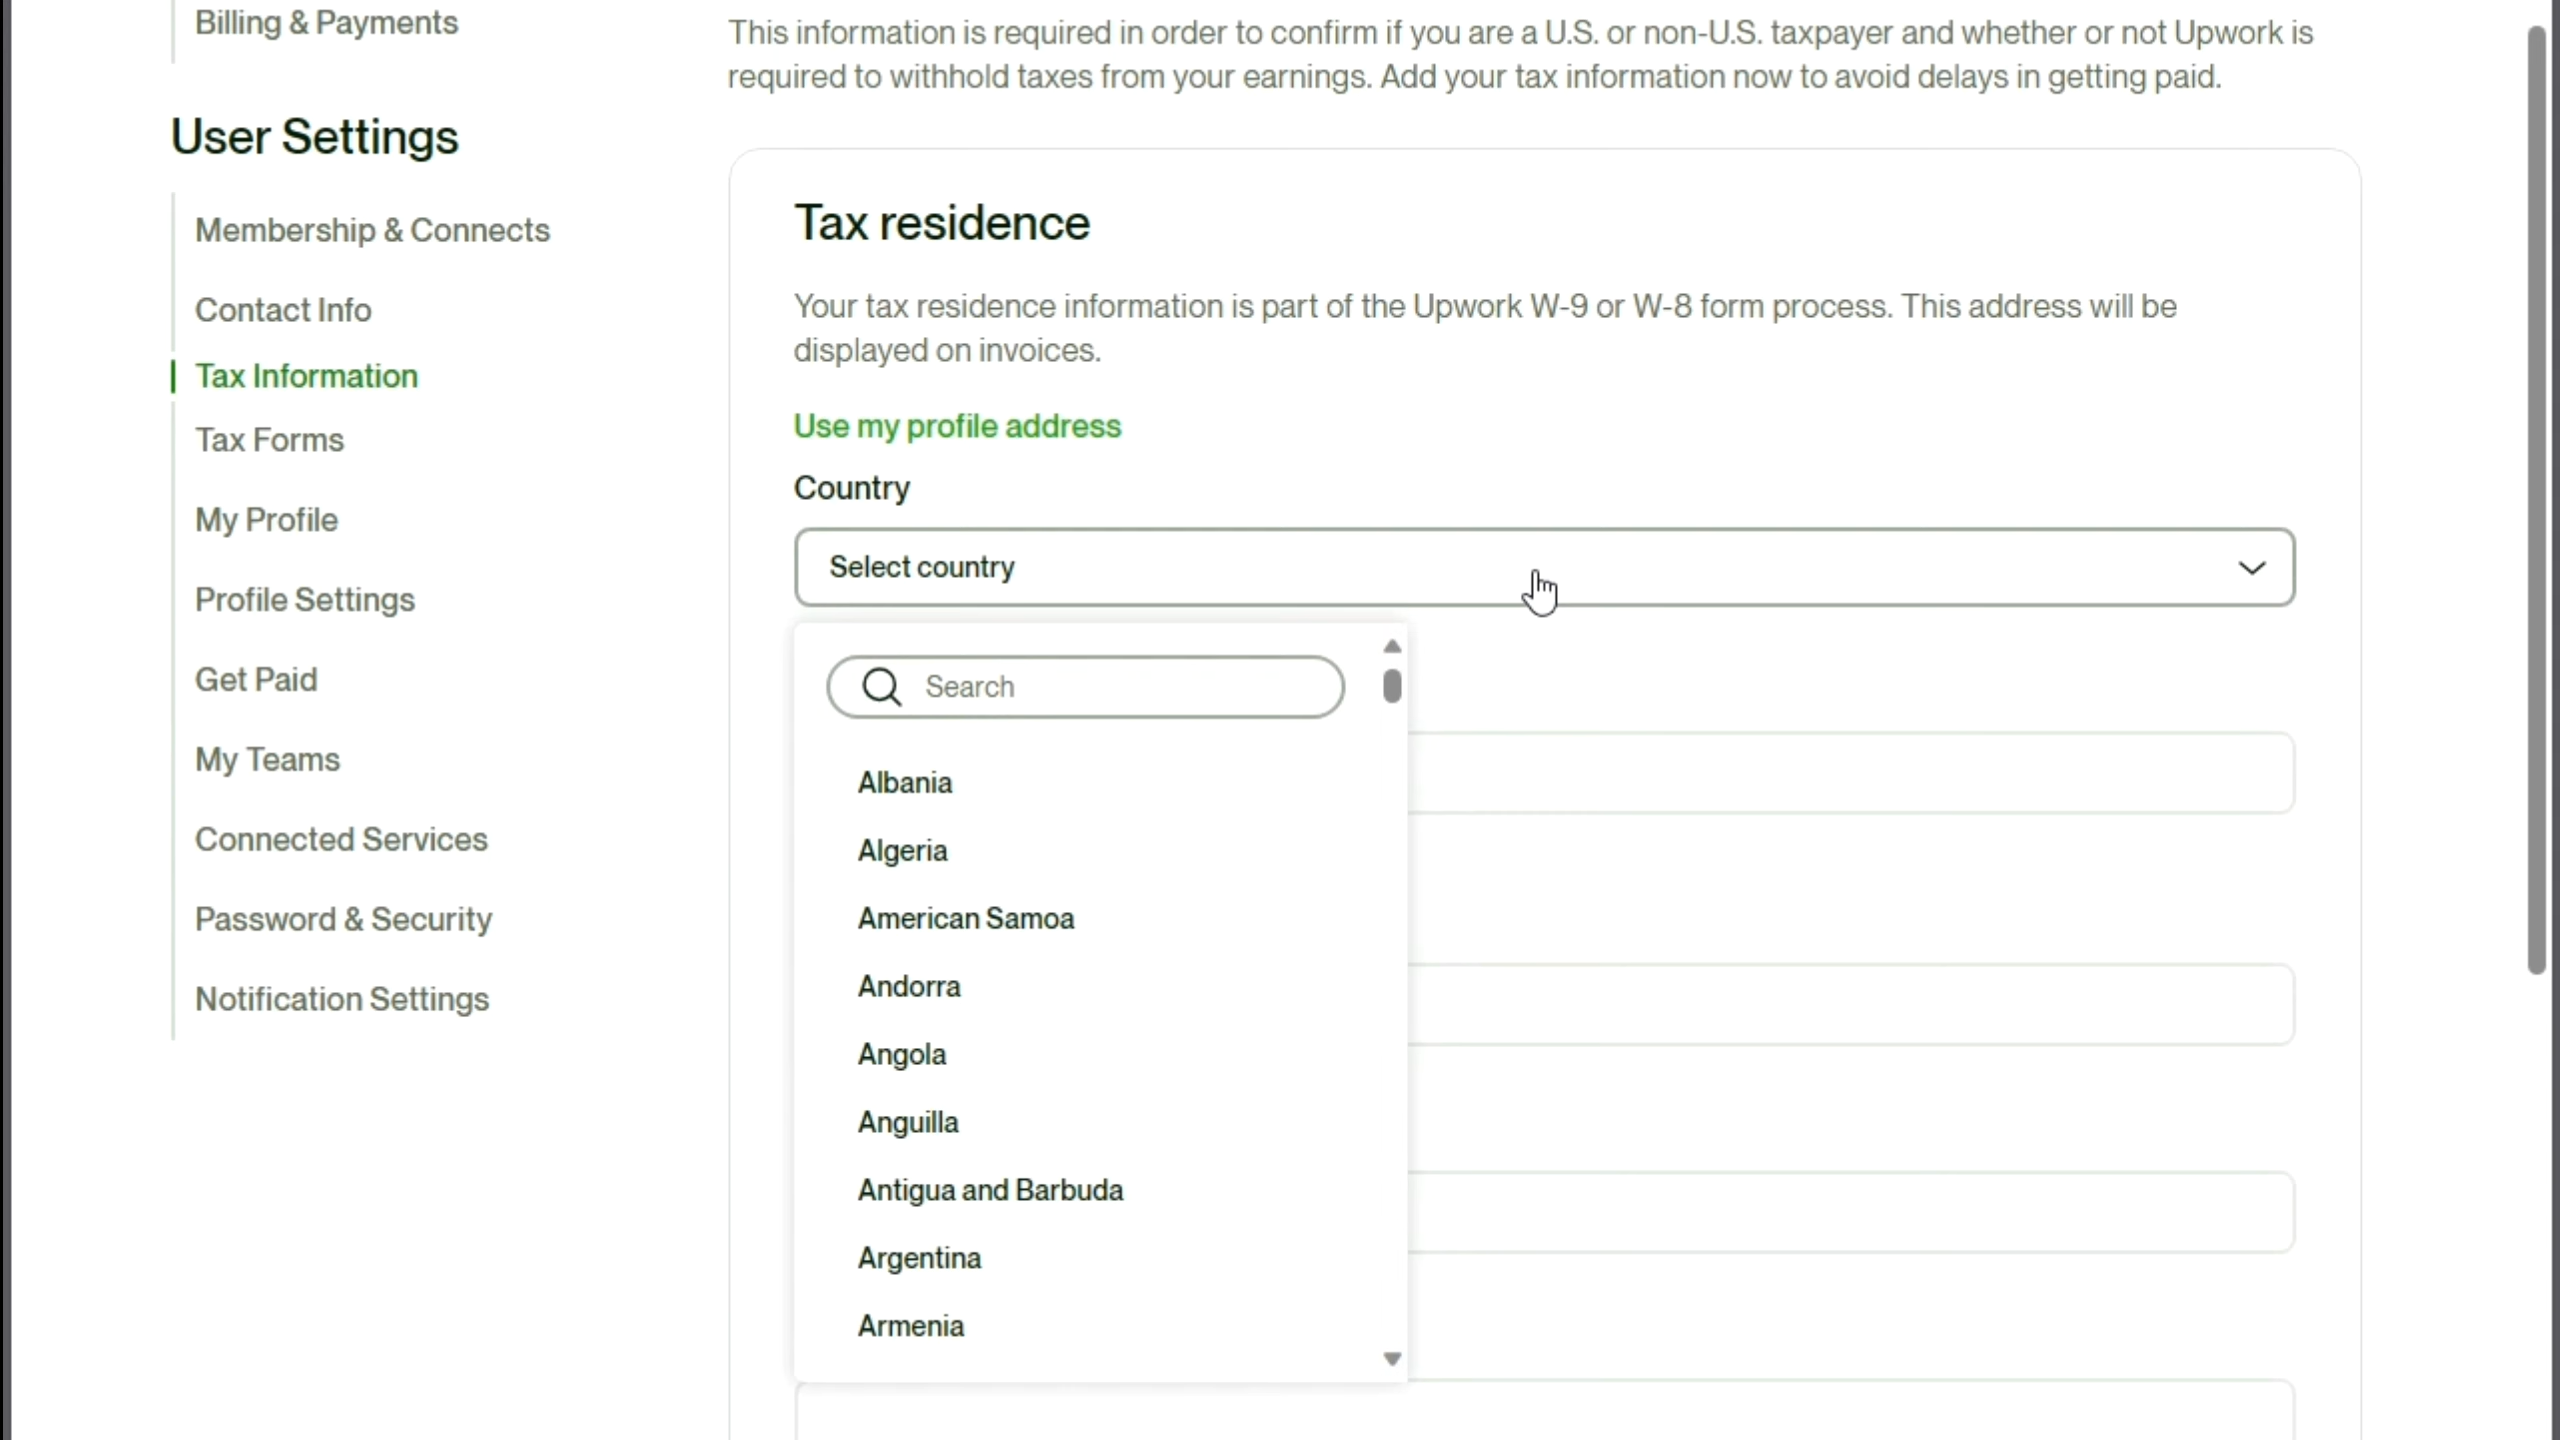 Billing & Payments
User Settings
Membership & Connects
Contact Info
Tax Information
Tax Forms
My Profile
Profile Settings
Get Paid
My Teams
Connected Services
Password & Security
Notification Settings
This information is required in order to confirm if you are a U.S. or non-U.S. taxpayer and whether or not Upwork is
required to withhold taxes from your earnings. Add your tax information now to avoid delays in getting paid.
Tax residence
Your tax residence information is part of the Upwork W-9 or W-8 form process. This address will be
displayed on invoices.
Use my profile address
Country
Select country
Search
Albania
Algeria
American Samoa
Andorra
Angola
Anguilla
Antigua and Barbuda
Argentina
Armenia